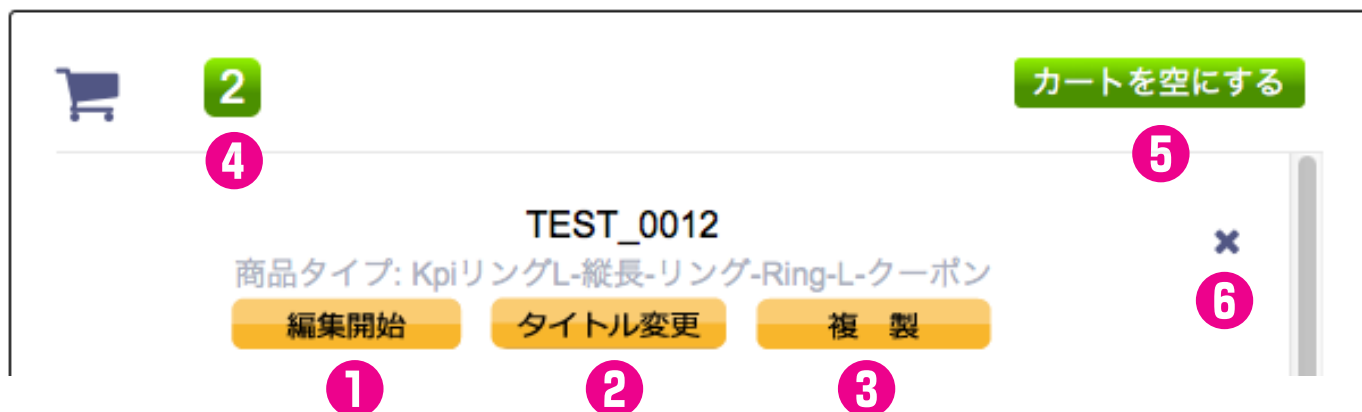 2 カートを空にする
4 5
TEST_0012
商品タイプ: KpiリングL-縦長-リング-Ring-L-クーポン
6
編集開始 タイトル変更 複 製
1 2 3